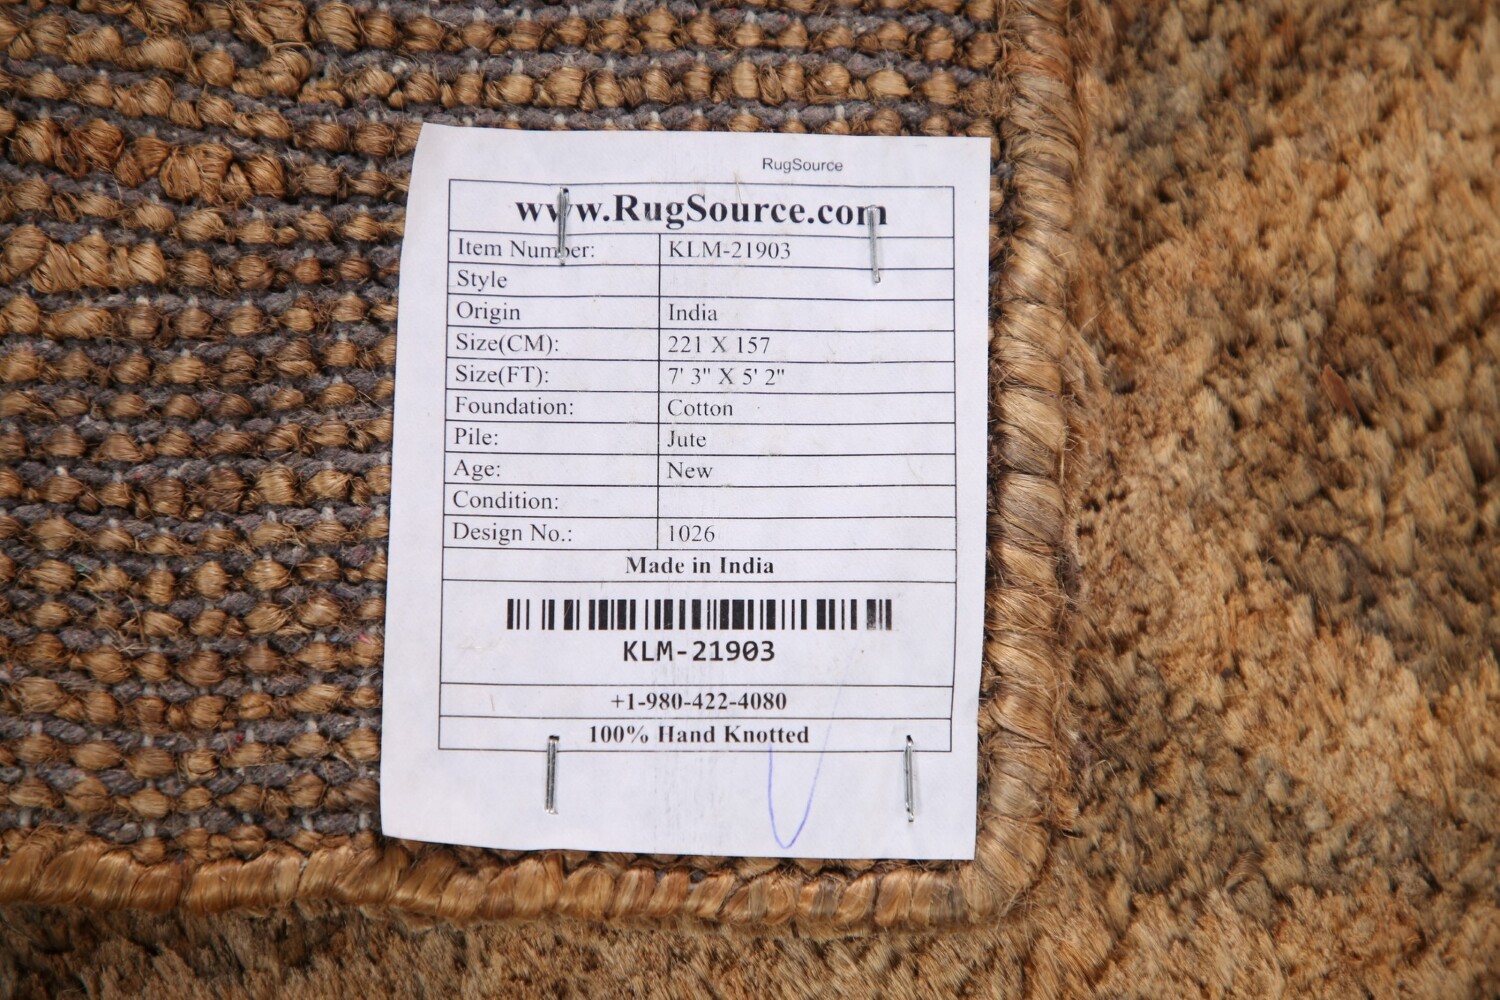 RugSource
www.RugSource.com
Item Number: KLM-21903
Style
Origin India
Size(CM): 221 X 157
Size(FT): 7' 3" X 5' 2"
Foundation: Cotton
Pile: Jute
Age: New
Condition:
Design No.: 1026
Made in India
KLM-21903
+1-980-422-4080
100% Hand Knotted